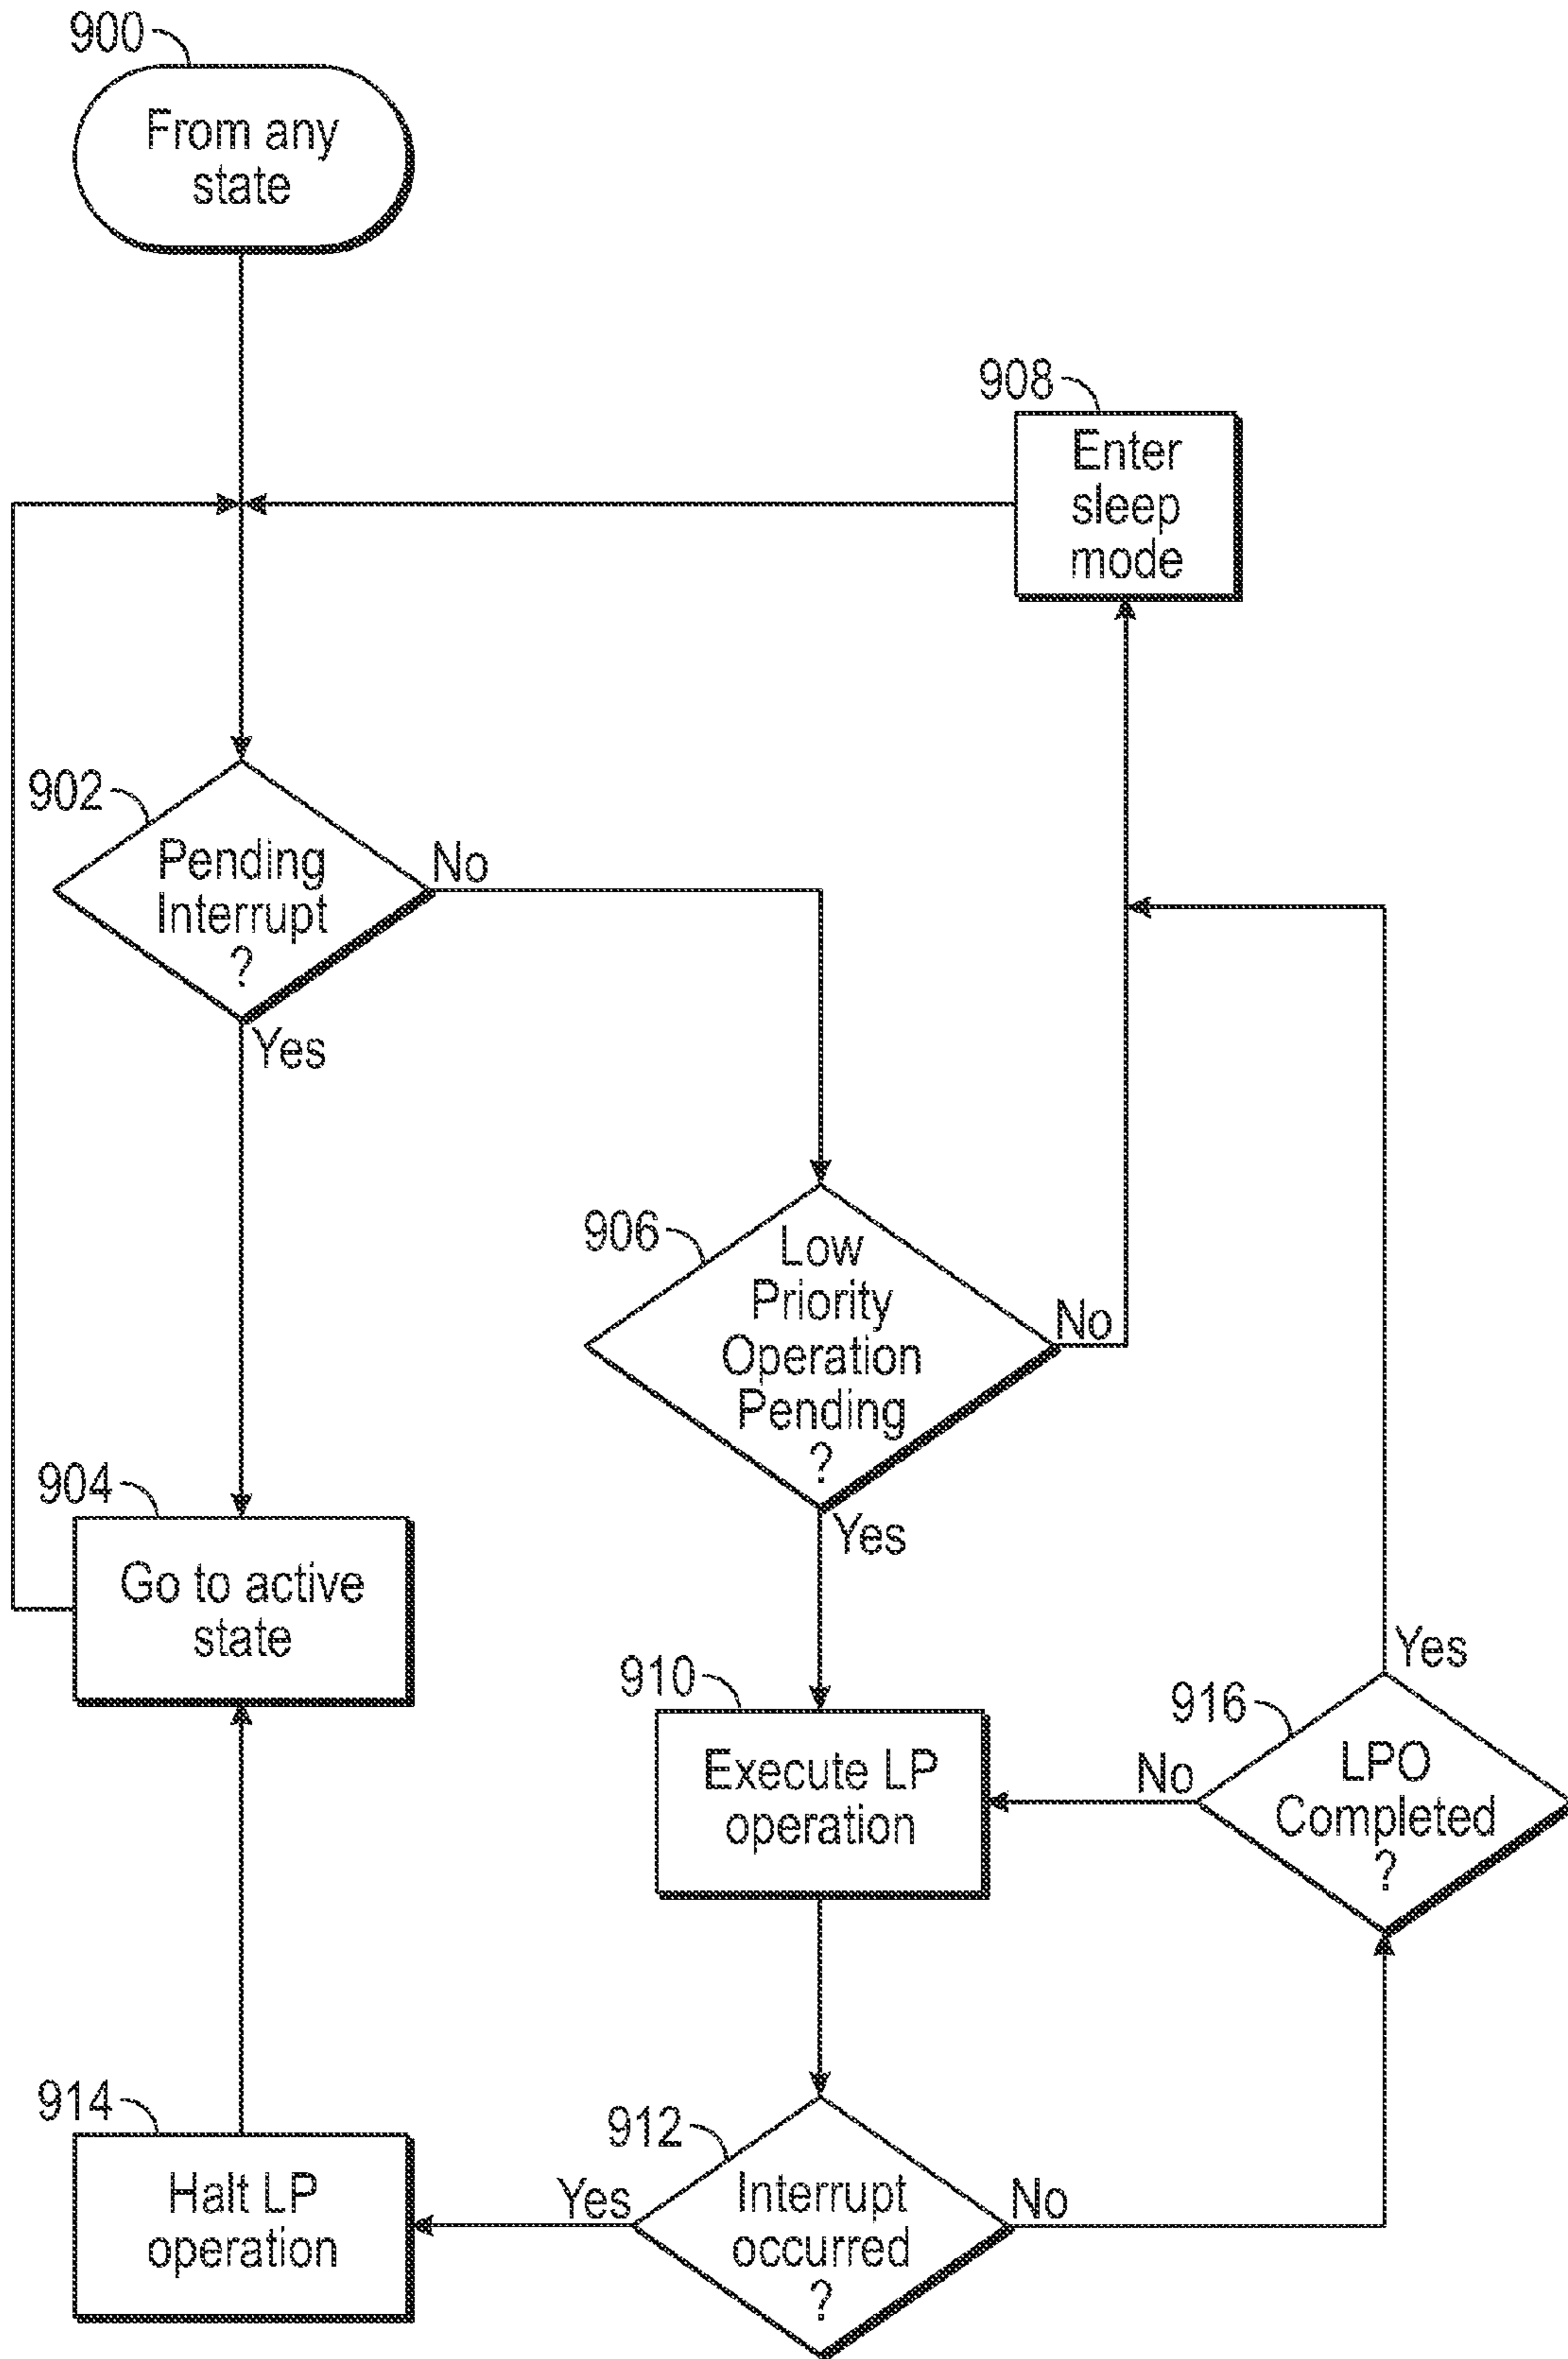 900
From any
state
908
Enter
sleep
mode
902
Pending
Interrupt
?
No
Yes
906
Low
Priority
Operation
Pending
?
No
Yes
904
Go to active
state
910
Execute LP
operation
916
LPO
Completed
?
Yes
No
914
Halt LP
operation
912
Interrupt
occurred
?
Yes
No